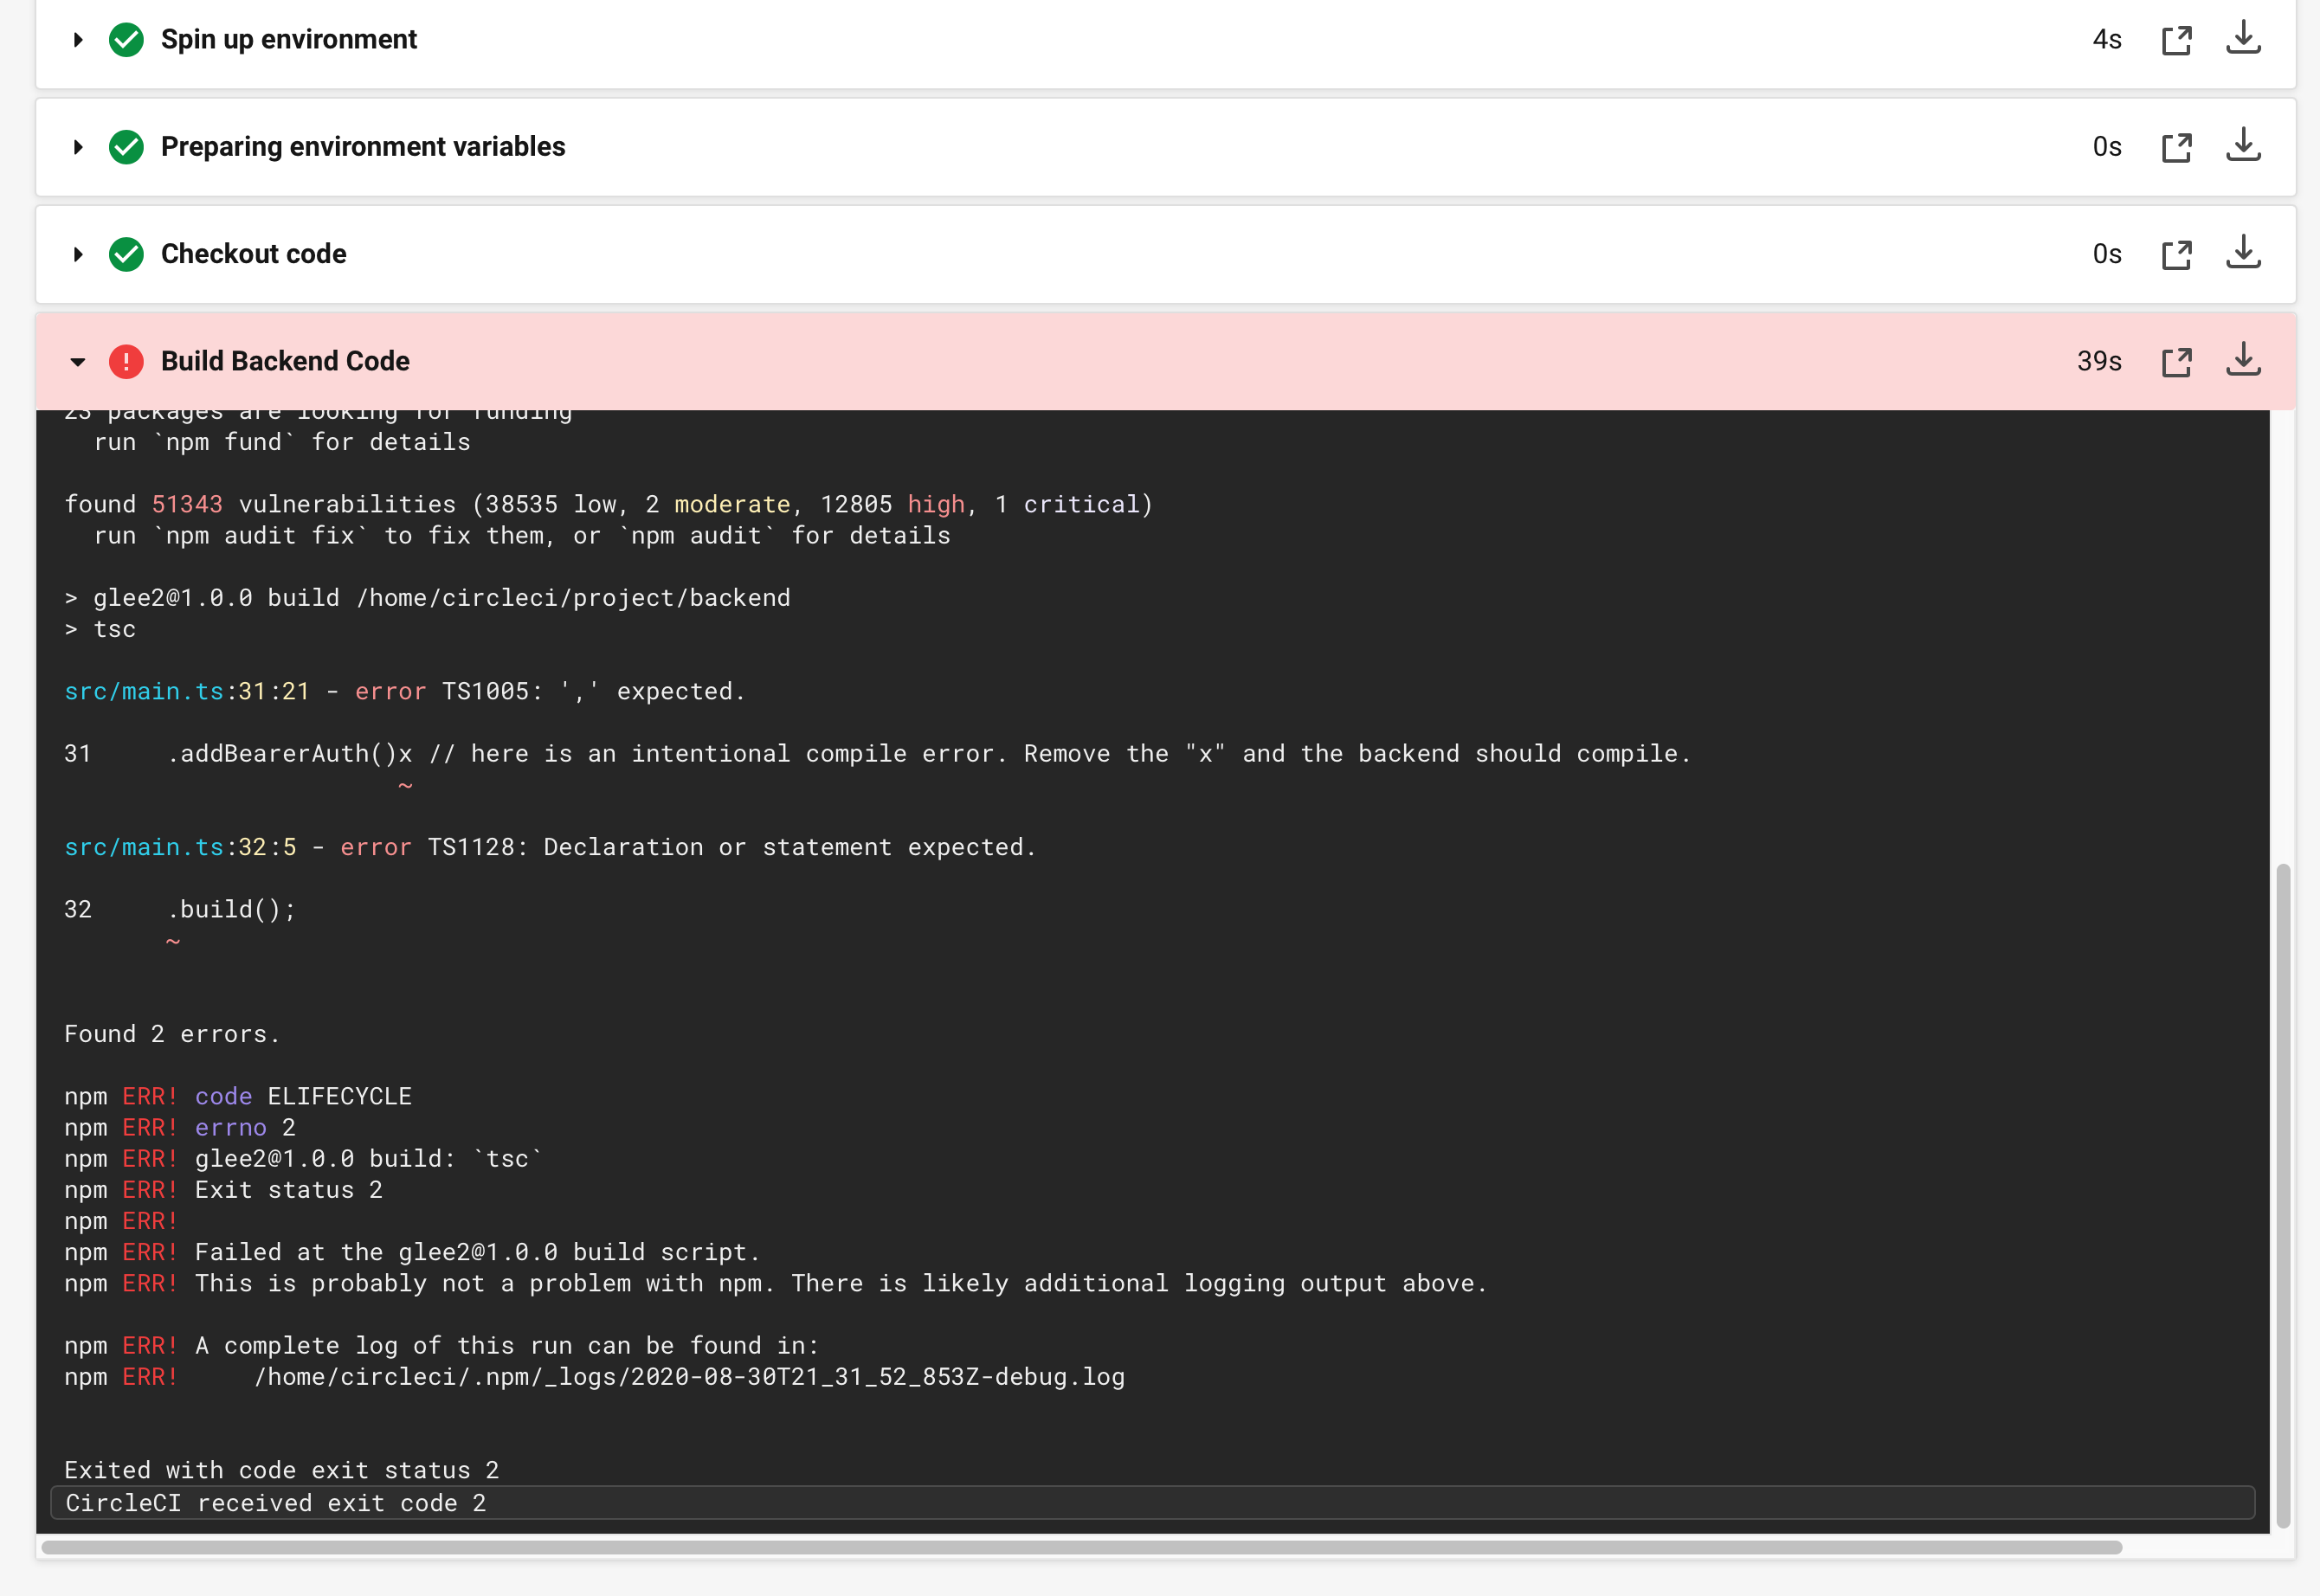 Spin up environment 4s
Preparing environment variables 0s
Checkout code 0s
Build Backend Code 39s
23 packages are looking for funding
  run `npm fund` for details
found 51343 vulnerabilities (38535 low, 2 moderate, 12805 high, 1 critical)
  run `npm audit fix` to fix them, or `npm audit` for details
> glee2@1.0.0 build /home/circleci/project/backend
> tsc
src/main.ts:31:21 - error TS1005: ',' expected.
31     .addBearerAuth()x // here is an intentional compile error. Remove the "x" and the backend should compile.
~
src/main.ts:32:5 - error TS1128: Declaration or statement expected.
32     .build();
~
Found 2 errors.
npm ERR! code ELIFECYCLE
npm ERR! errno 2
npm ERR! glee2@1.0.0 build: `tsc`
npm ERR! Exit status 2
npm ERR!
npm ERR! Failed at the glee2@1.0.0 build script.
npm ERR! This is probably not a problem with npm. There is likely additional logging output above.
npm ERR! A complete log of this run can be found in:
npm ERR!     /home/circleci/.npm/_logs/2020-08-30T21_31_52_853Z-debug.log
Exited with code exit status 2
CircleCI received exit code 2